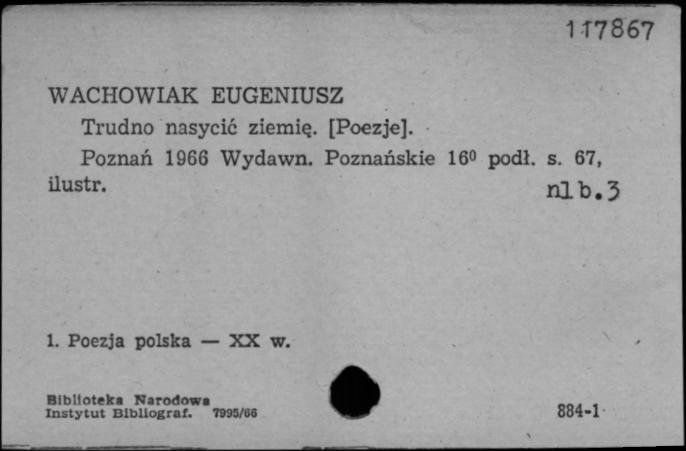 117867
WACHOWIAK EUGENIUSZ
Trudno nasycić ziemię. [Poezje].
Poznań 1966 Wydawn. Poznańskie 16⁰ podł. s. 67,
ilustr.
nlb.3
1. Poezja polska — XX w.
Biblioteka Narodowa
Instytut Bibliograf. 7995/66
884-1